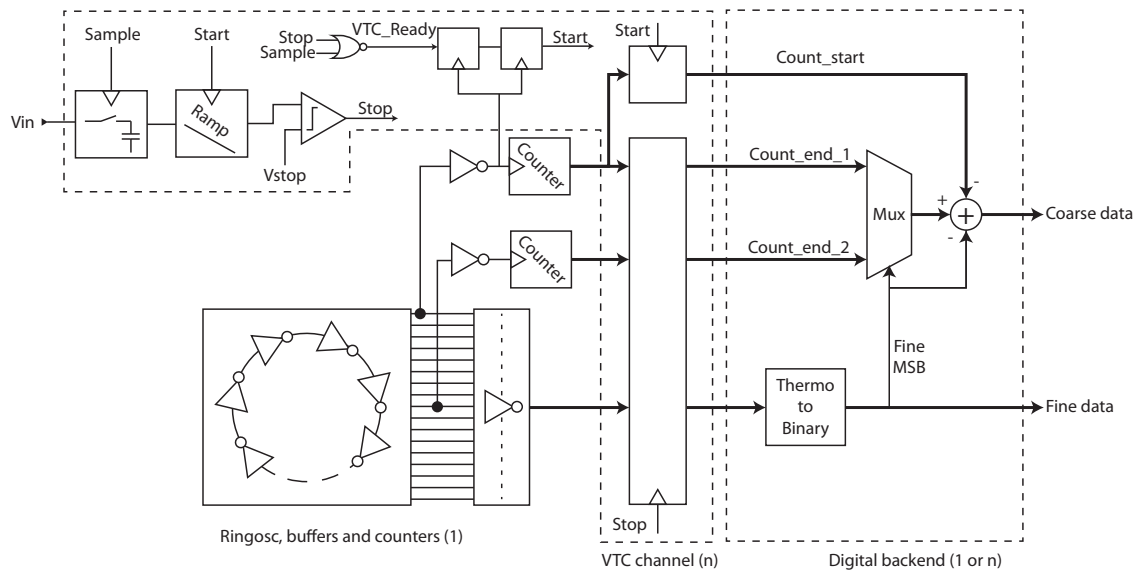 Sample
Start
Stop
Sample
VTC_Ready
Start
Start
Count_start
Vin
Ramp
Stop
Vstop
Counter
Count_end_1
-
+
Mux
+
Coarse data
-
Counter
Count_end_2
Fine
MSB
Thermo
to
Binary
Fine data
Stop
Ringosc, buffers and counters (1)
VTC channel (n)
Digital backend (1 or n)